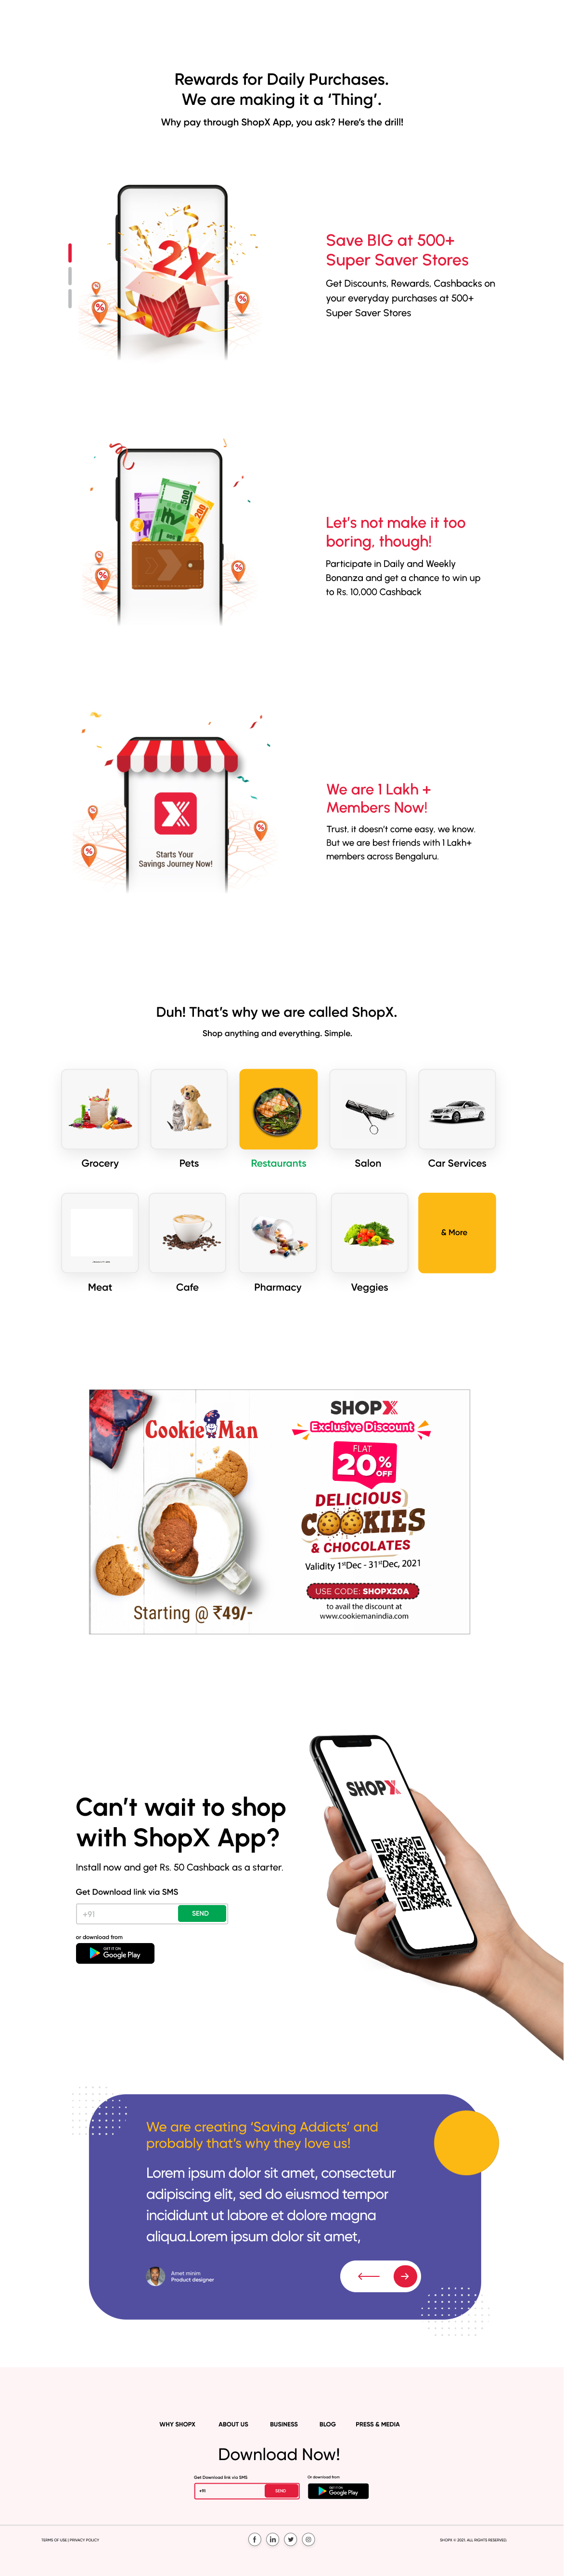 Rewards for Daily Purchases.
We are making it a ‘Thing’.
Why pay through ShopX App, you ask? Here’s the drill!
2X
%
%
%
Save BIG at 500+
Super Saver Stores
Get Discounts, Rewards, Cashbacks on
your everyday purchases at 500+
Super Saver Stores
500
200
₹
%
%
%
Let’s not make it too
boring, though!
Participate in Daily and Weekly
Bonanza and get a chance to win up
to Rs. 10,000 Cashback
%
%
%
Starts Your
Savings Journey Now!
We are 1 Lakh +
Members Now!
Trust, it doesn’t come easy, we know.
But we are best friends with 1 Lakh+
members across Bengaluru.
Duh! That’s why we are called ShopX.
Shop anything and everything. Simple.
Grocery
Pets
Restaurants
Salon
Car Services
& More
Meat
Cafe
Pharmacy
Veggies
Cookie Man
Starting @ ₹49/-
SHOPX
Exclusive Discount
FLAT
20%
OFF
DELICIOUS
COOKIES
& CHOCOLATES
Validity 1stDec - 31stDec, 2021
USE CODE: SHOPX20A
to avail the discount at
www.cookiemanindia.com
Can’t wait to shop
with ShopX App?
Install now and get Rs. 50 Cashback as a starter.
Get Download link via SMS
+91
SEND
or download from
GET IT ON
Google Play
SHOPX
We are creating ‘Saving Addicts’ and
probably that’s why they love us!
Lorem ipsum dolor sit amet, consectetur
adipiscing elit, sed do eiusmod tempor
incididunt ut labore et dolore magna
aliqua.Lorem ipsum dolor sit amet,
Amet minim
Product designer
WHY SHOPX
ABOUT US
BUSINESS
BLOG
PRESS & MEDIA
Download Now!
Get Download link via SMS
+91
SEND
Or download from
GET IT ON
Google Play
TERMS OF USE | PRIVACY POLICY
SHOPX © 2021. ALL RIGHTS RESERVED.